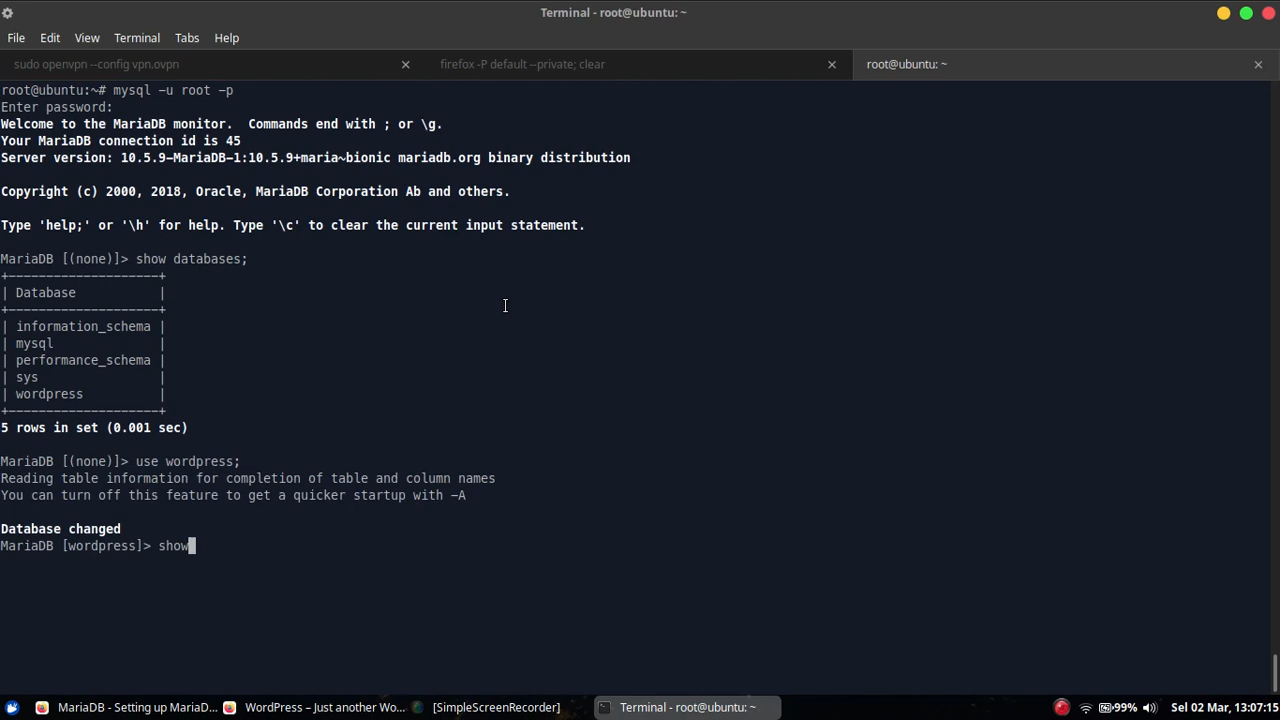 Terminal - root@ubuntu: ~
File Edit View Terminal Tabs Help
sudo openvpn --config vpn.ovpn
firefox -P default --private; clear
root@ubuntu: ~
root@ubuntu:~# mysql -u root -p
Enter password:
Welcome to the MariaDB monitor.  Commands end with ; or \g.
Your MariaDB connection id is 45
Server version: 10.5.9-MariaDB-1:10.5.9+maria~bionic mariadb.org binary distribution
Copyright (c) 2000, 2018, Oracle, MariaDB Corporation Ab and others.
Type 'help;' or '\h' for help. Type '\c' to clear the current input statement.
MariaDB [(none)]> show databases;
+--------------------+
| Database           |
+--------------------+
| information_schema |
| mysql              |
| performance_schema |
| sys                |
| wordpress          |
+--------------------+
5 rows in set (0.001 sec)
MariaDB [(none)]> use wordpress;
Reading table information for completion of table and column names
You can turn off this feature to get a quicker startup with -A
Database changed
MariaDB [wordpress]> show
MariaDB - Setting up MariaD...
WordPress – Just another Wo...
[SimpleScreenRecorder]
Terminal - root@ubuntu: ~
99%
Sel 02 Mar, 13:07:15